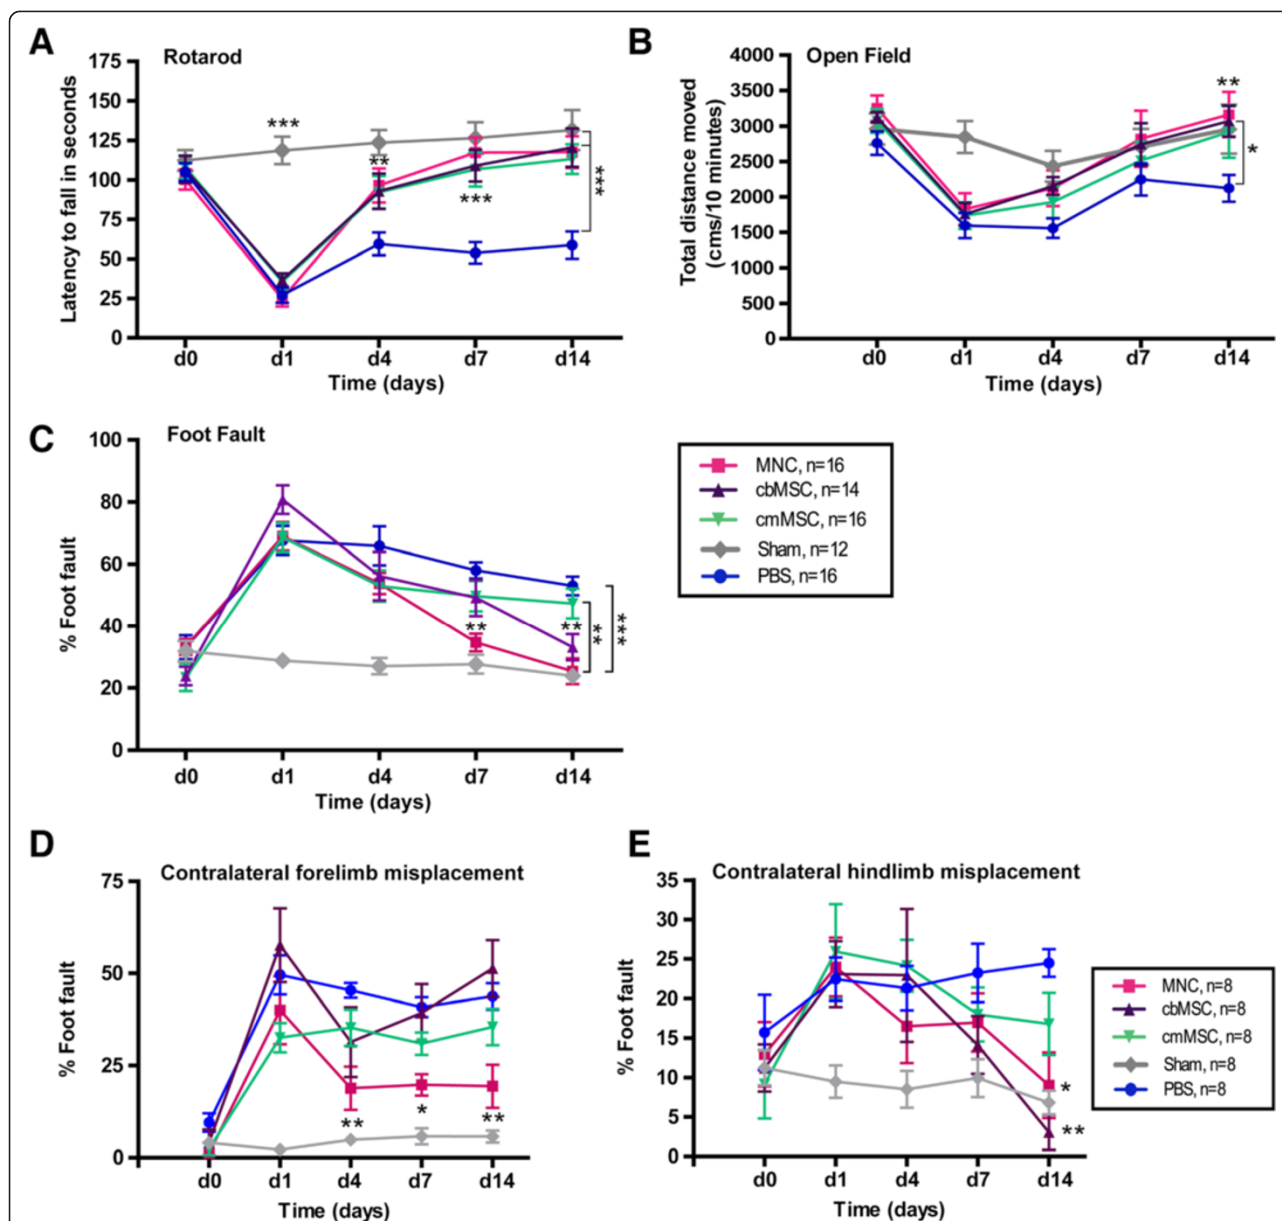 A
Rotarod
175
150
125
100
75
50
25
0
Latency to fall in seconds
***
**
***
***
d0 d1 d4 d7 d14
Time (days)
B
Open Field
4000
3500
3000
2500
2000
1500
1000
500
0
Total distance moved
(cms/10 minutes)
**
*
d0 d1 d4 d7 d14
Time (days)
C
Foot Fault
100
80
60
40
20
0
% Foot fault
**
**
**
***
d0 d1 d4 d7 d14
Time (days)
MNC, n=16
cbMSC, n=14
cmMSC, n=16
Sham, n=12
PBS, n=16
D
Contralateral forelimb misplacement
75
50
25
0
% Foot fault
**
*
**
d0 d1 d4 d7 d14
Time (days)
E
Contralateral hindlimb misplacement
35
30
25
20
15
10
5
0
% Foot fault
*
**
d0 d1 d4 d7 d14
Time (days)
MNC, n=8
cbMSC, n=8
cmMSC, n=8
Sham, n=8
PBS, n=8